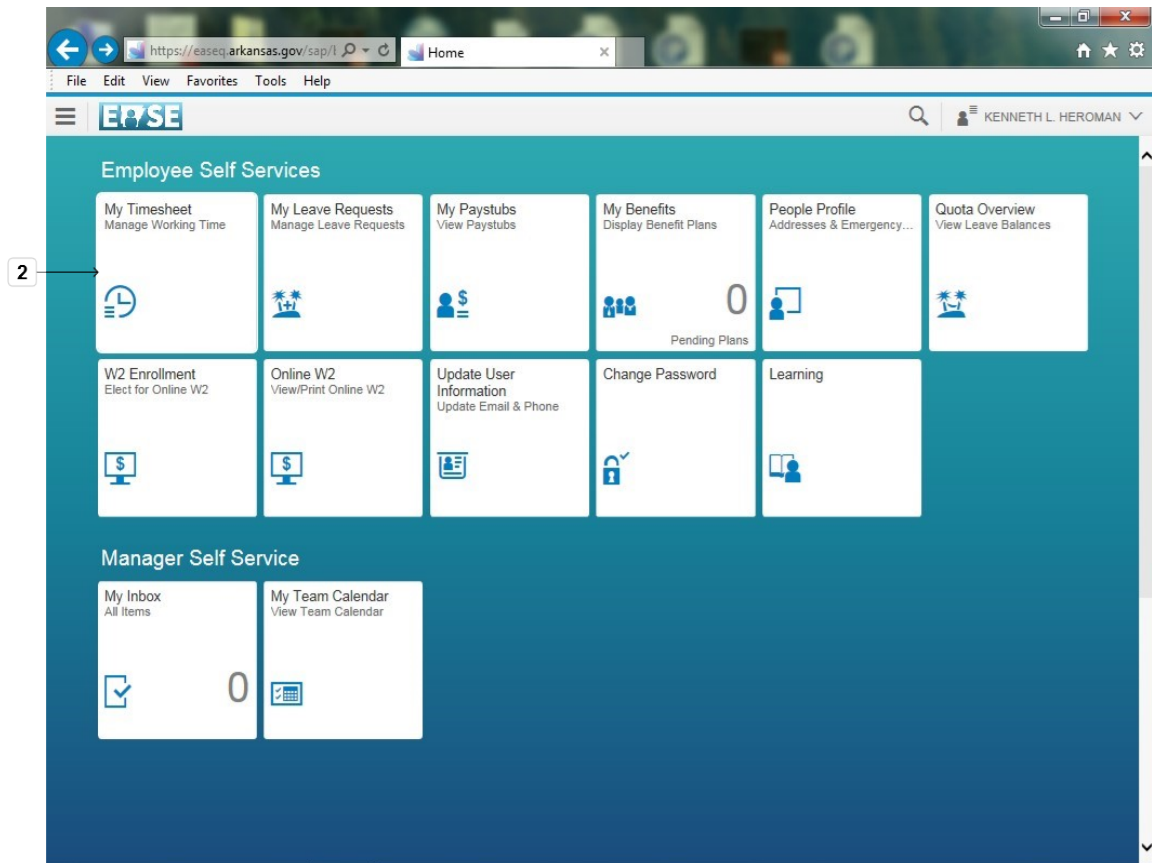 https://easeq.arkansas.gov/sap/
Home
File Edit View Favorites Tools Help
EASE
KENNETH L. HEROMAN
Employee Self Services
My Timesheet
Manage Working Time
My Leave Requests
Manage Leave Requests
My Paystubs
View Paystubs
My Benefits
Display Benefit Plans
0
Pending Plans
People Profile
Addresses & Emergency...
Quota Overview
View Leave Balances
2
W2 Enrollment
Elect for Online W2
Online W2
View/Print Online W2
Update User
Information
Update Email & Phone
Change Password
Learning
Manager Self Service
My Inbox
All Items
0
My Team Calendar
View Team Calendar